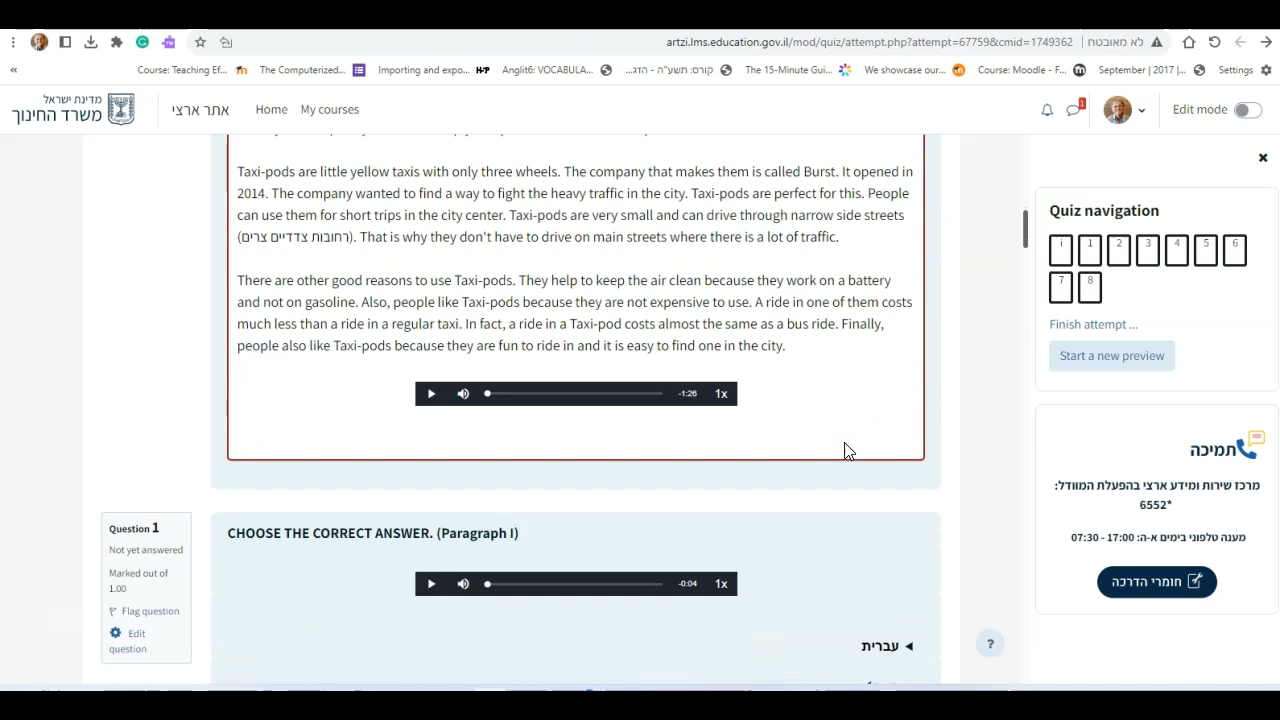 artzi.lms.education.gov.il/mod/quiz/attempt.php?attempt=67759&cmid=1749362
לא מאובטח
«
Course: Teaching Ef...
The Computerized...
Importing and expo...
Anglit6: VOCABULA...
קורס: תשע"ה - הדג...
The 15-Minute Gui...
We showcase our...
Course: Moodle - F...
September | 2017 |...
Settings
מדינת ישראל
משרד החינוך
אתר ארצי
Home
My courses
1
Edit mode
Taxi-pods are little yellow taxis with only three wheels. The company that makes them is called Burst. It opened in
2014. The company wanted to find a way to fight the heavy traffic in the city. Taxi-pods are perfect for this. People
can use them for short trips in the city center. Taxi-pods are very small and can drive through narrow side streets
(רחובות צדדיים צרים). That is why they don't have to drive on main streets where there is a lot of traffic.
There are other good reasons to use Taxi-pods. They help to keep the air clean because they work on a battery
and not on gasoline. Also, people like Taxi-pods because they are not expensive to use. A ride in one of them costs
much less than a ride in a regular taxi. In fact, a ride in a Taxi-pod costs almost the same as a bus ride. Finally,
people also like Taxi-pods because they are fun to ride in and it is easy to find one in the city.
-1:26
1x
Question 1
Not yet answered
Marked out of
1.00
Flag question
Edit
question
CHOOSE THE CORRECT ANSWER. (Paragraph I)
-0:04
1x
עברית
Quiz navigation
i 1 2 3 4 5 6
7 8
Finish attempt ...
Start a new preview
תמיכה
מרכז שירות ומידע ארצי בהפעלת המוודל:
6552*
מענה טלפוני בימים א-ה: 17:00 - 07:30
חומרי הדרכה
?